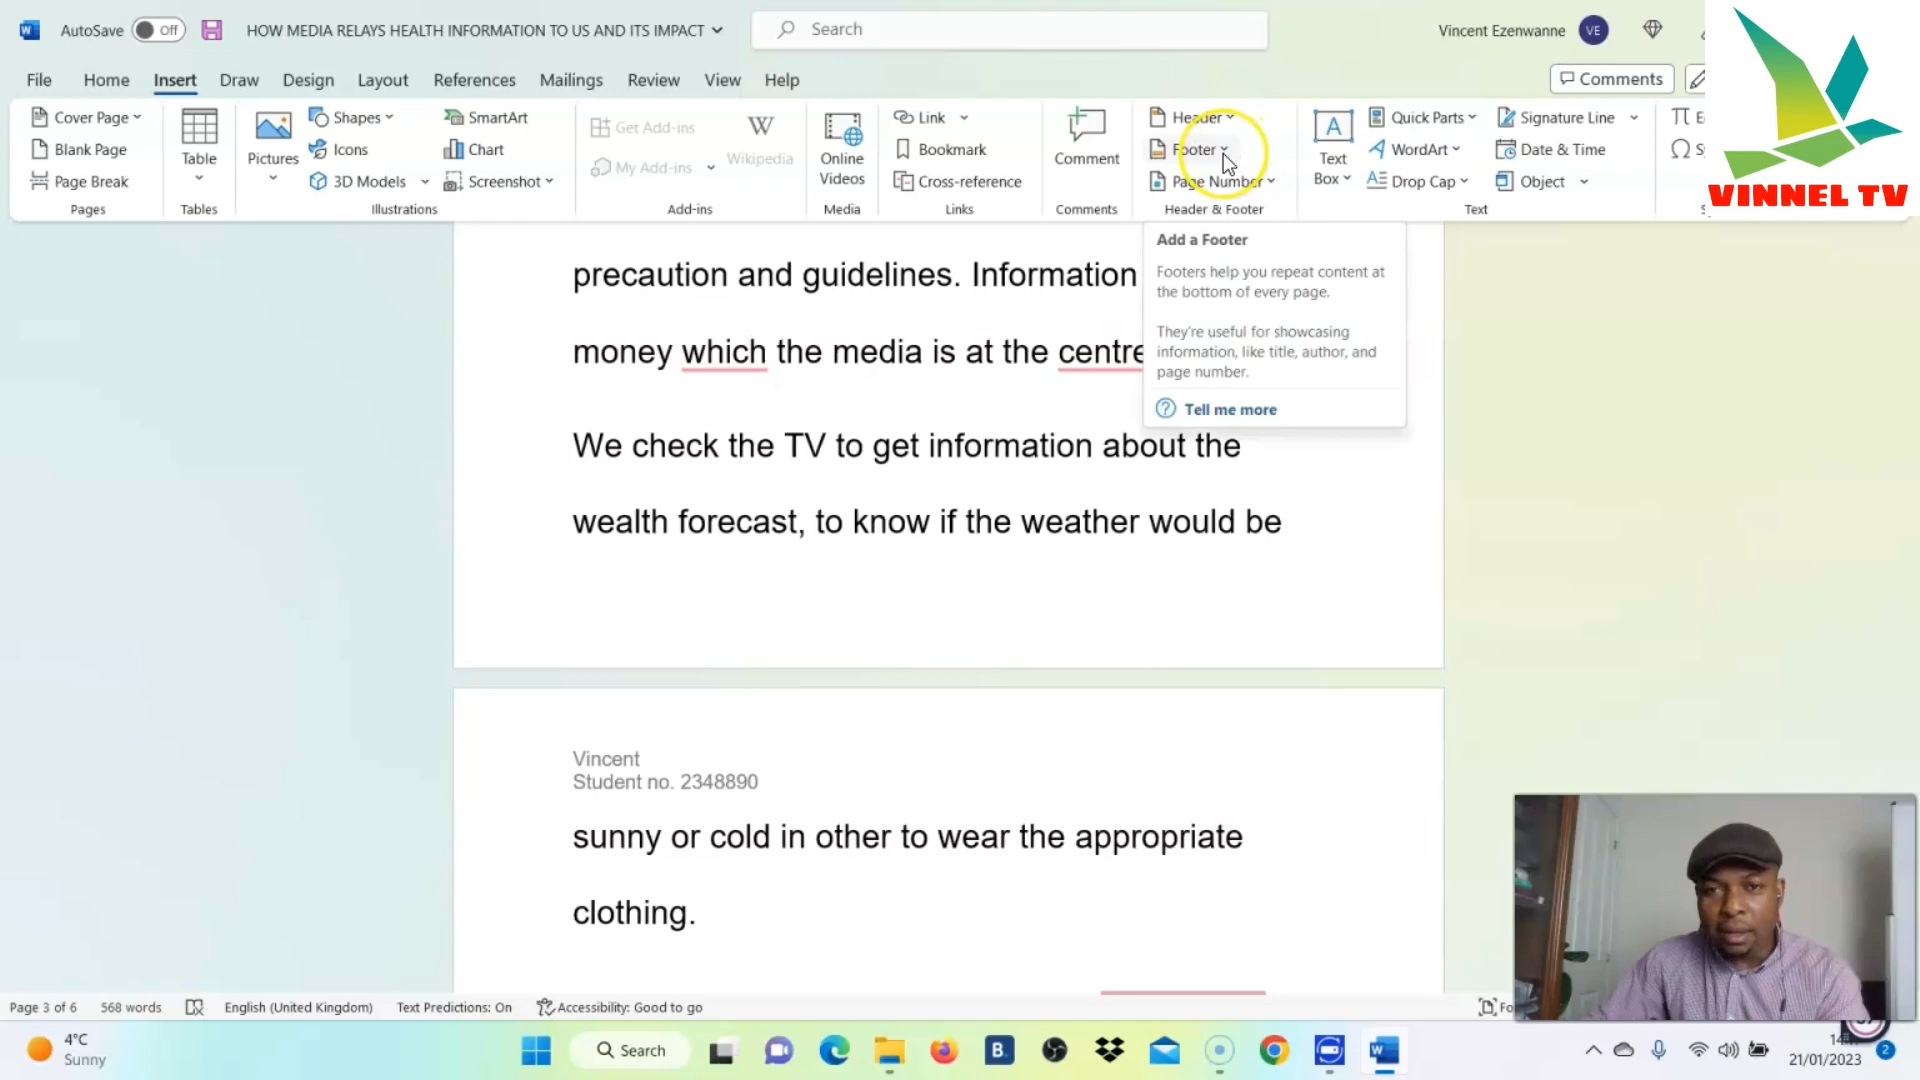 AutoSave Off HOW MEDIA RELAYS HEALTH INFORMATION TO US AND ITS IMPACT Search Vincent Ezenwanne VE
File Home Insert Draw Design Layout References Mailings Review View Help Comments
Cover Page
Blank Page
Page Break
Pages
Table
Tables
Pictures
Shapes
Icons
3D Models
SmartArt
Chart
Screenshot
Illustrations
Get Add-ins
My Add-ins
W
Wikipedia
Add-ins
Online
Videos
Media
Link
Bookmark
Cross-reference
Links
Comment
Comments
Header
Footer
Page Number
Header & Footer
A
Text
Box
Quick Parts
WordArt
Drop Cap
Signature Line
Date & Time
Object
Text
VINNEL TV
Add a Footer
Footers help you repeat content at
the bottom of every page.
They're useful for showcasing
information, like title, author, and
page number.
Tell me more
precaution and guidelines. Information
money which the media is at the centre
We check the TV to get information about the
wealth forecast, to know if the weather would be
Vincent
Student no. 2348890
sunny or cold in other to wear the appropriate
clothing.
Page 3 of 6 568 words English (United Kingdom) Text Predictions: On Accessibility: Good to go
4°C
Sunny
Search
B.
21/01/2023
2